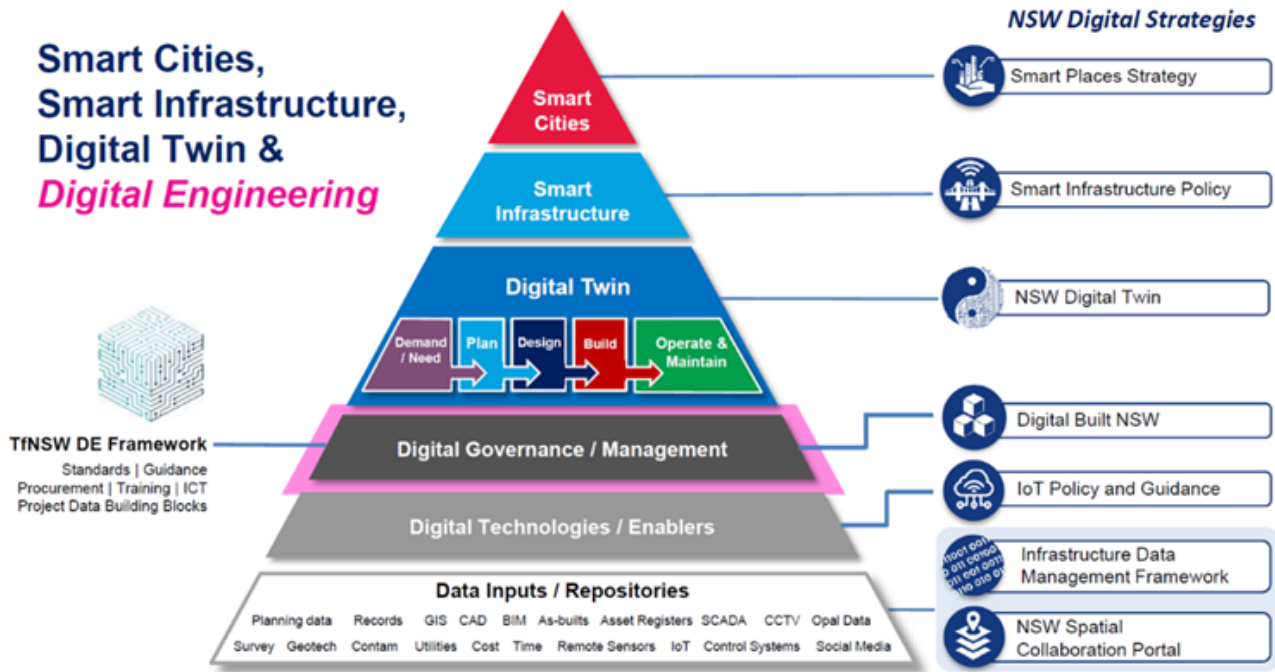 Smart Cities,
Smart Infrastructure,
Digital Twin &
Digital Engineering
NSW Digital Strategies
Smart
Cities
Smart
Infrastructure
Digital Twin
Demand
/ Need
Plan
Design
Build
Operate &
Maintain
Digital Governance / Management
Digital Technologies / Enablers
Data Inputs / Repositories
Planning data Records GIS CAD BIM As-builts Asset Registers SCADA CCTV Opal Data
Survey Geotech Contam Utilities Cost Time Remote Sensors IoT Control Systems Social Media
TfNSW DE Framework
Standards | Guidance
Procurement | Training | ICT
Project Data Building Blocks
Smart Places Strategy
Smart Infrastructure Policy
NSW Digital Twin
Digital Built NSW
IoT Policy and Guidance
Infrastructure Data
Management Framework
NSW Spatial
Collaboration Portal